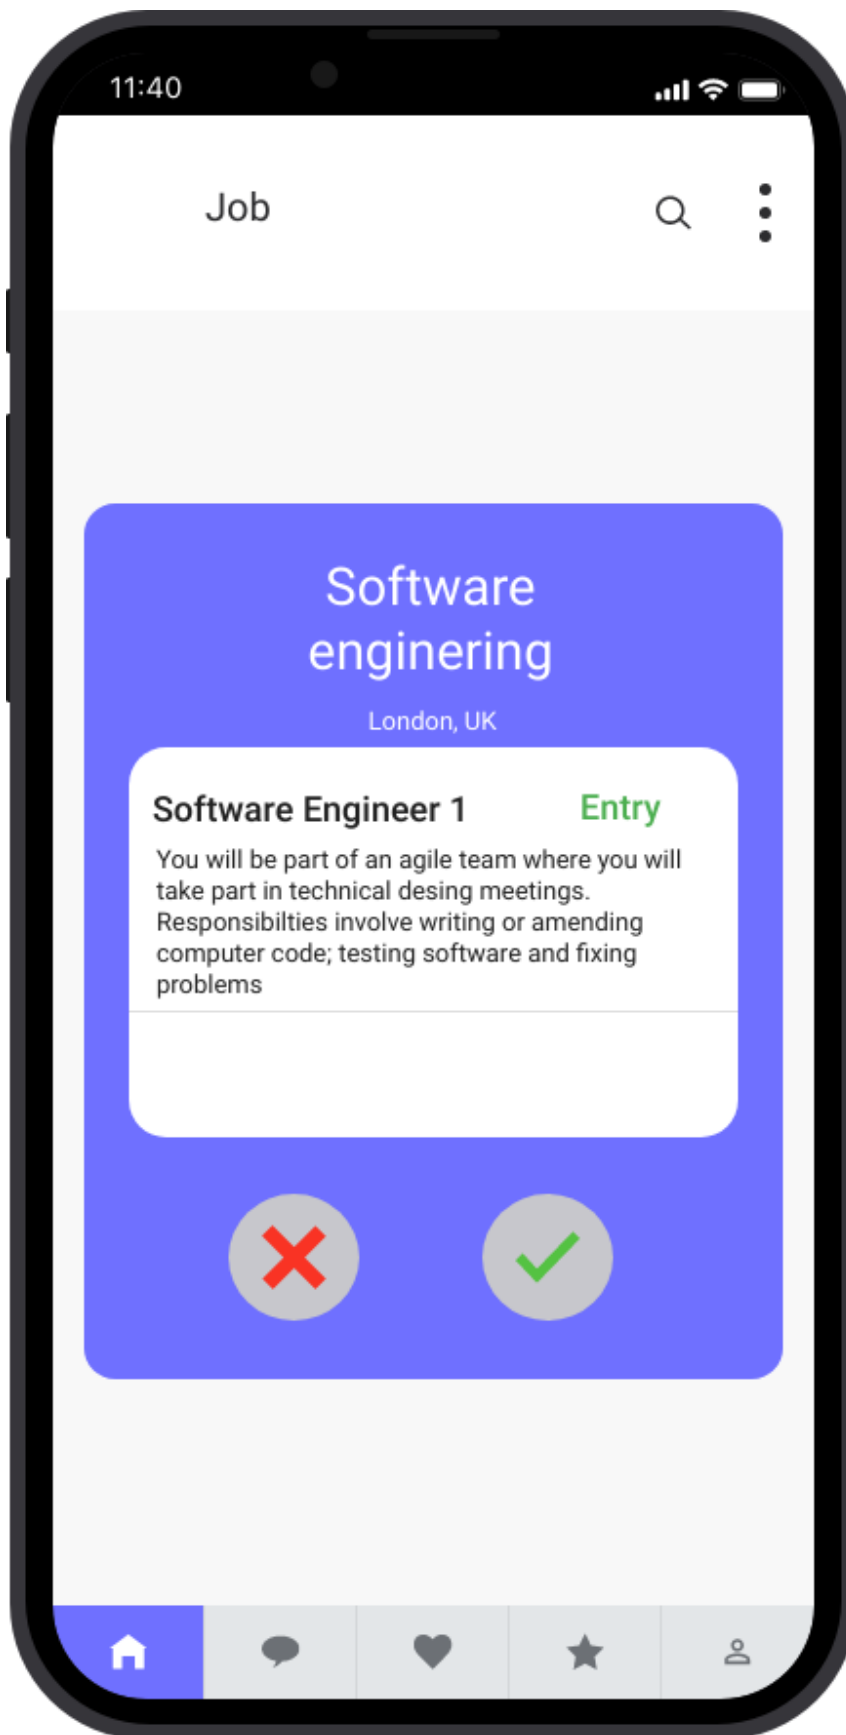 11:40
Job
Software
enginering
London, UK
Software Engineer 1 Entry
You will be part of an agile team where you will
take part in technical desing meetings.
Responsibilties involve writing or amending
computer code; testing software and fixing
problems